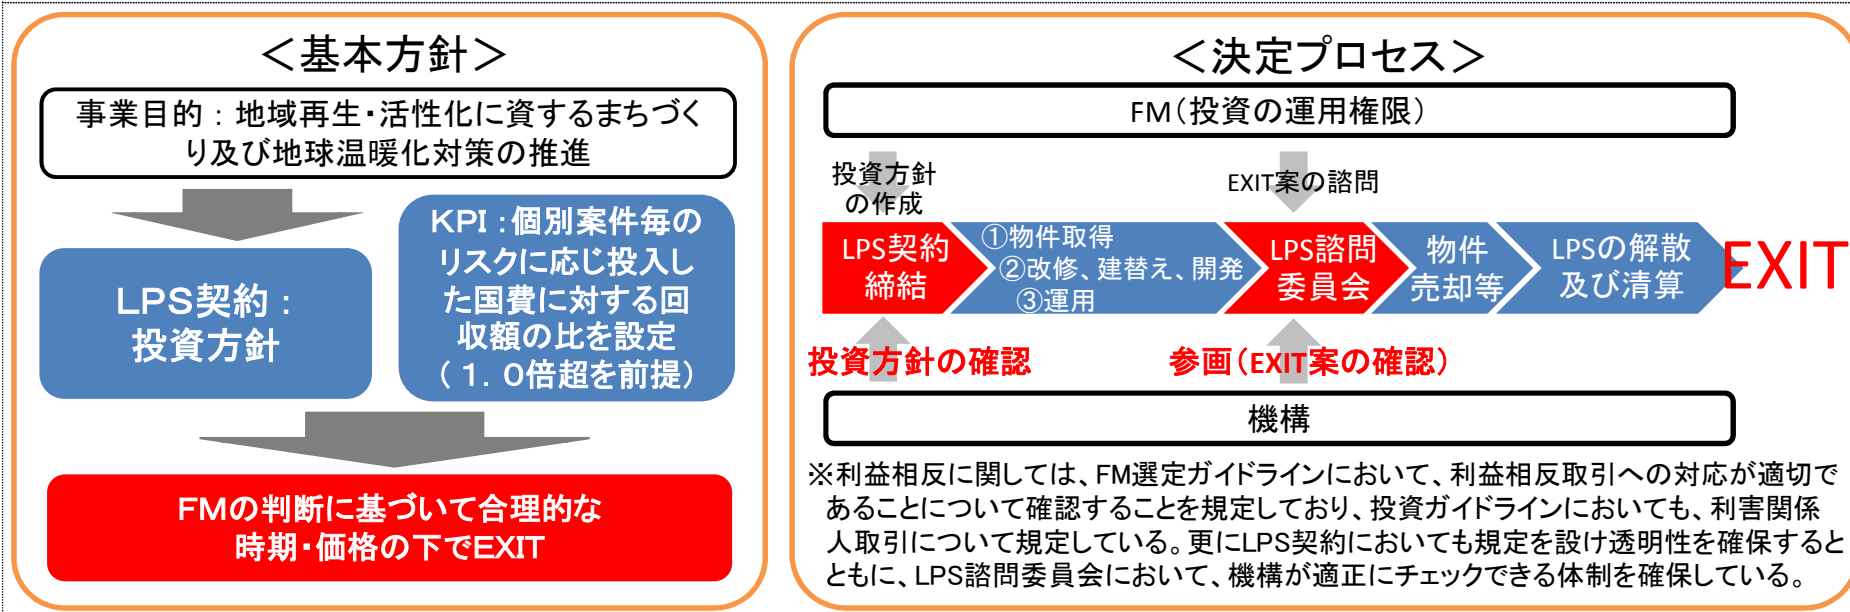 ＜基本方針＞
事業目的：地域再生・活性化に資するまちづく
り及び地球温暖化対策の推進
LPS契約：
投資方針
KPI：個別案件毎の
リスクに応じ投入し
た国費に対する回
収額の比を設定
（１．０倍超を前提）
FMの判断に基づいて合理的な
時期・価格の下でEXIT
＜決定プロセス＞
FM（投資の運用権限）
投資方針
の作成
EXIT案の諮問
LPS契約
締結
①物件取得
②改修、建替え、開発
③運用
LPS諮問
委員会
物件
売却等
LPSの解散
及び清算
EXIT
投資方針の確認
参画（EXIT案の確認）
機構
※利益相反に関しては、FM選定ガイドラインにおいて、利益相反取引への対応が適切で
あることについて確認することを規定しており、投資ガイドラインにおいても、利害関係
人取引について規定している。更にLPS契約においても規定を設け透明性を確保すると
ともに、LPS諮問委員会において、機構が適正にチェックできる体制を確保している。